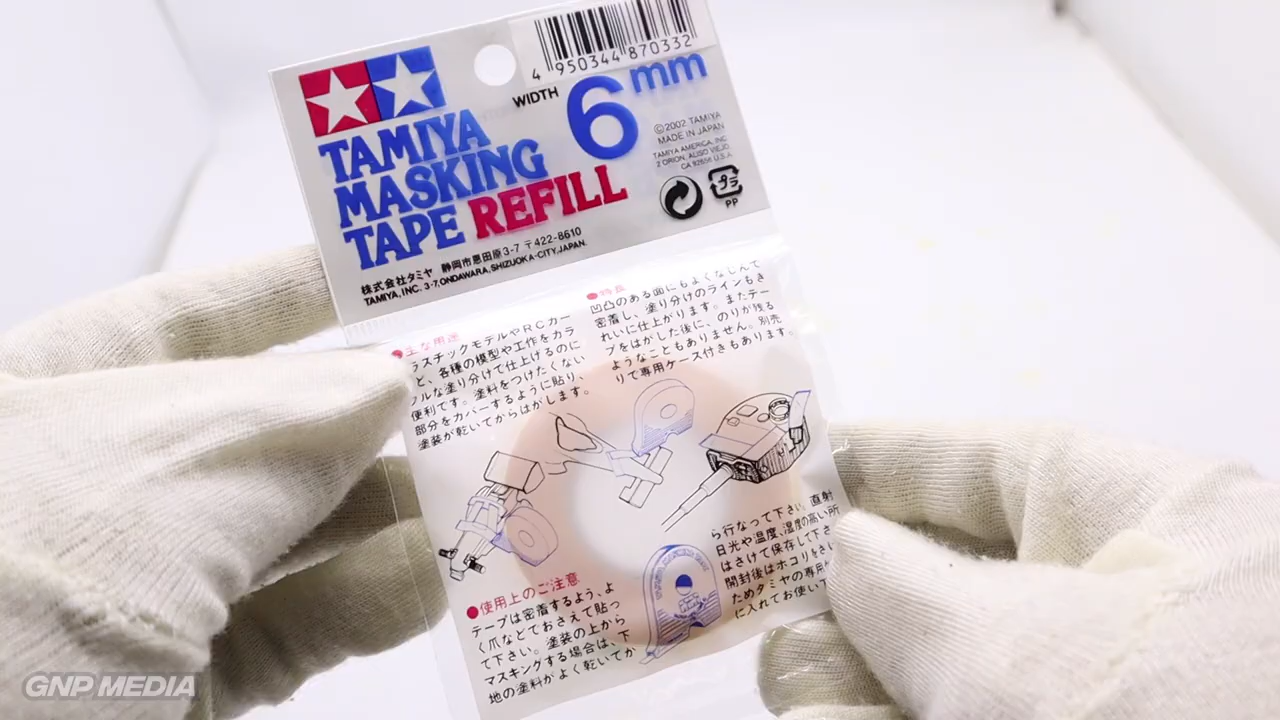 4 950344 870332
WIDTH 6mm
TAMIYA
MASKING
TAPE REFILL
©2002 TAMIYA
MADE IN JAPAN
TAMIYA AMERICA, INC.
2 ORION, ALISO VIEJO,
CA 92656 U.S.A.
プラ
PP
株式会社タミヤ 静岡市恩田原3-7 〒422-8610
TAMIYA, INC. 3-7, ONDAWARA, SHIZUOKA-CITY, JAPAN.
●主な用途
ラスチックモデルやRCカー
と、各種の模型や工作をカラ
ルな塗り分けで仕上げるのに
便利です。塗料をつけたくない
部分をカバーするように貼り、
塗装が乾いてからはがします。
●特長
凹凸のある面にもよくなじんで
密着し、塗り分けのラインもき
れいに仕上がります。またテー
プをはがした後に、のりが残る
ようなこともありません。別売
りで専用ケース付きもあります。
●使用上のご注意
テープは密着するよう、よ
く爪などでおさえて貼っ
て下さい。塗装の上から
マスキングする場合は、下
地の塗料がよく乾いてか
ら行なって下さい。直射
日光や温度、湿度の高い所
はさけて保存して下さ
開封後はホコリをさ
ためタミヤの専用
に入れてお使い下
GNP MEDIA